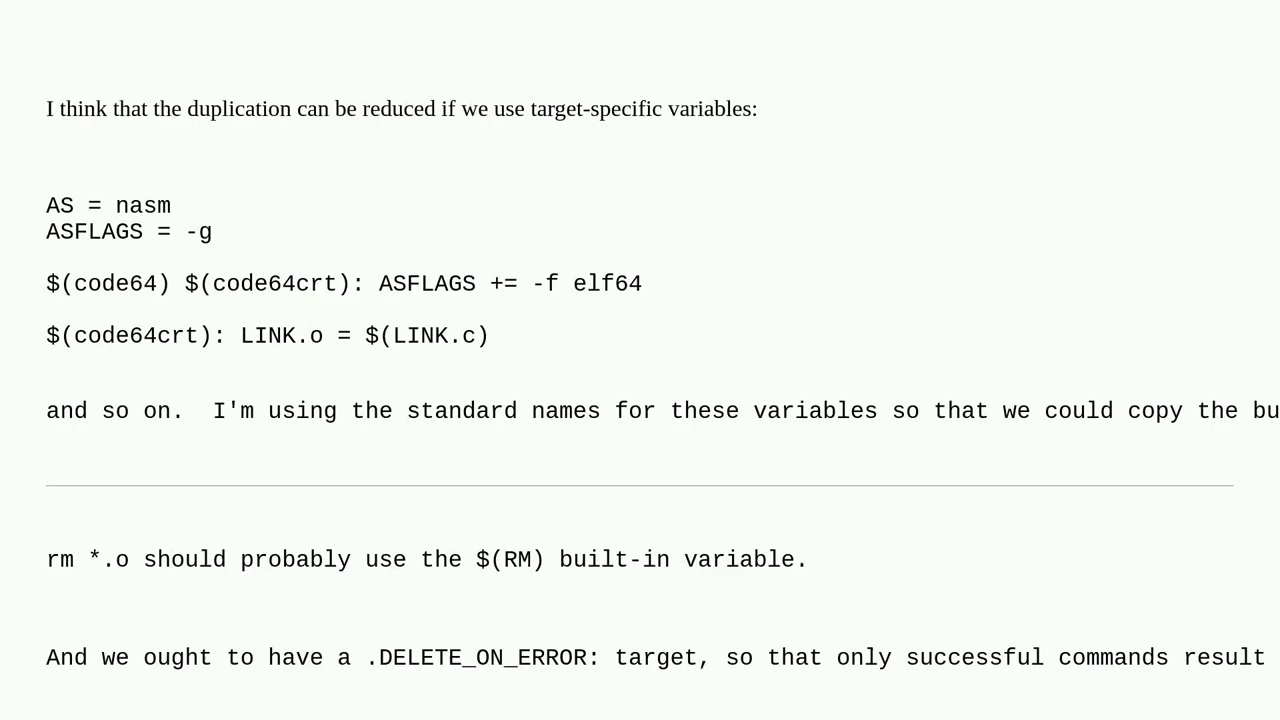 I think that the duplication can be reduced if we use target-specific variables:
AS = nasm
ASFLAGS = -g
$(code64) $(code64crt): ASFLAGS += -f elf64
$(code64crt): LINK.o = $(LINK.c)
and so on.  I'm using the standard names for these variables so that we could copy the bu
rm *.o should probably use the $(RM) built-in variable.
And we ought to have a .DELETE_ON_ERROR: target, so that only successful commands result